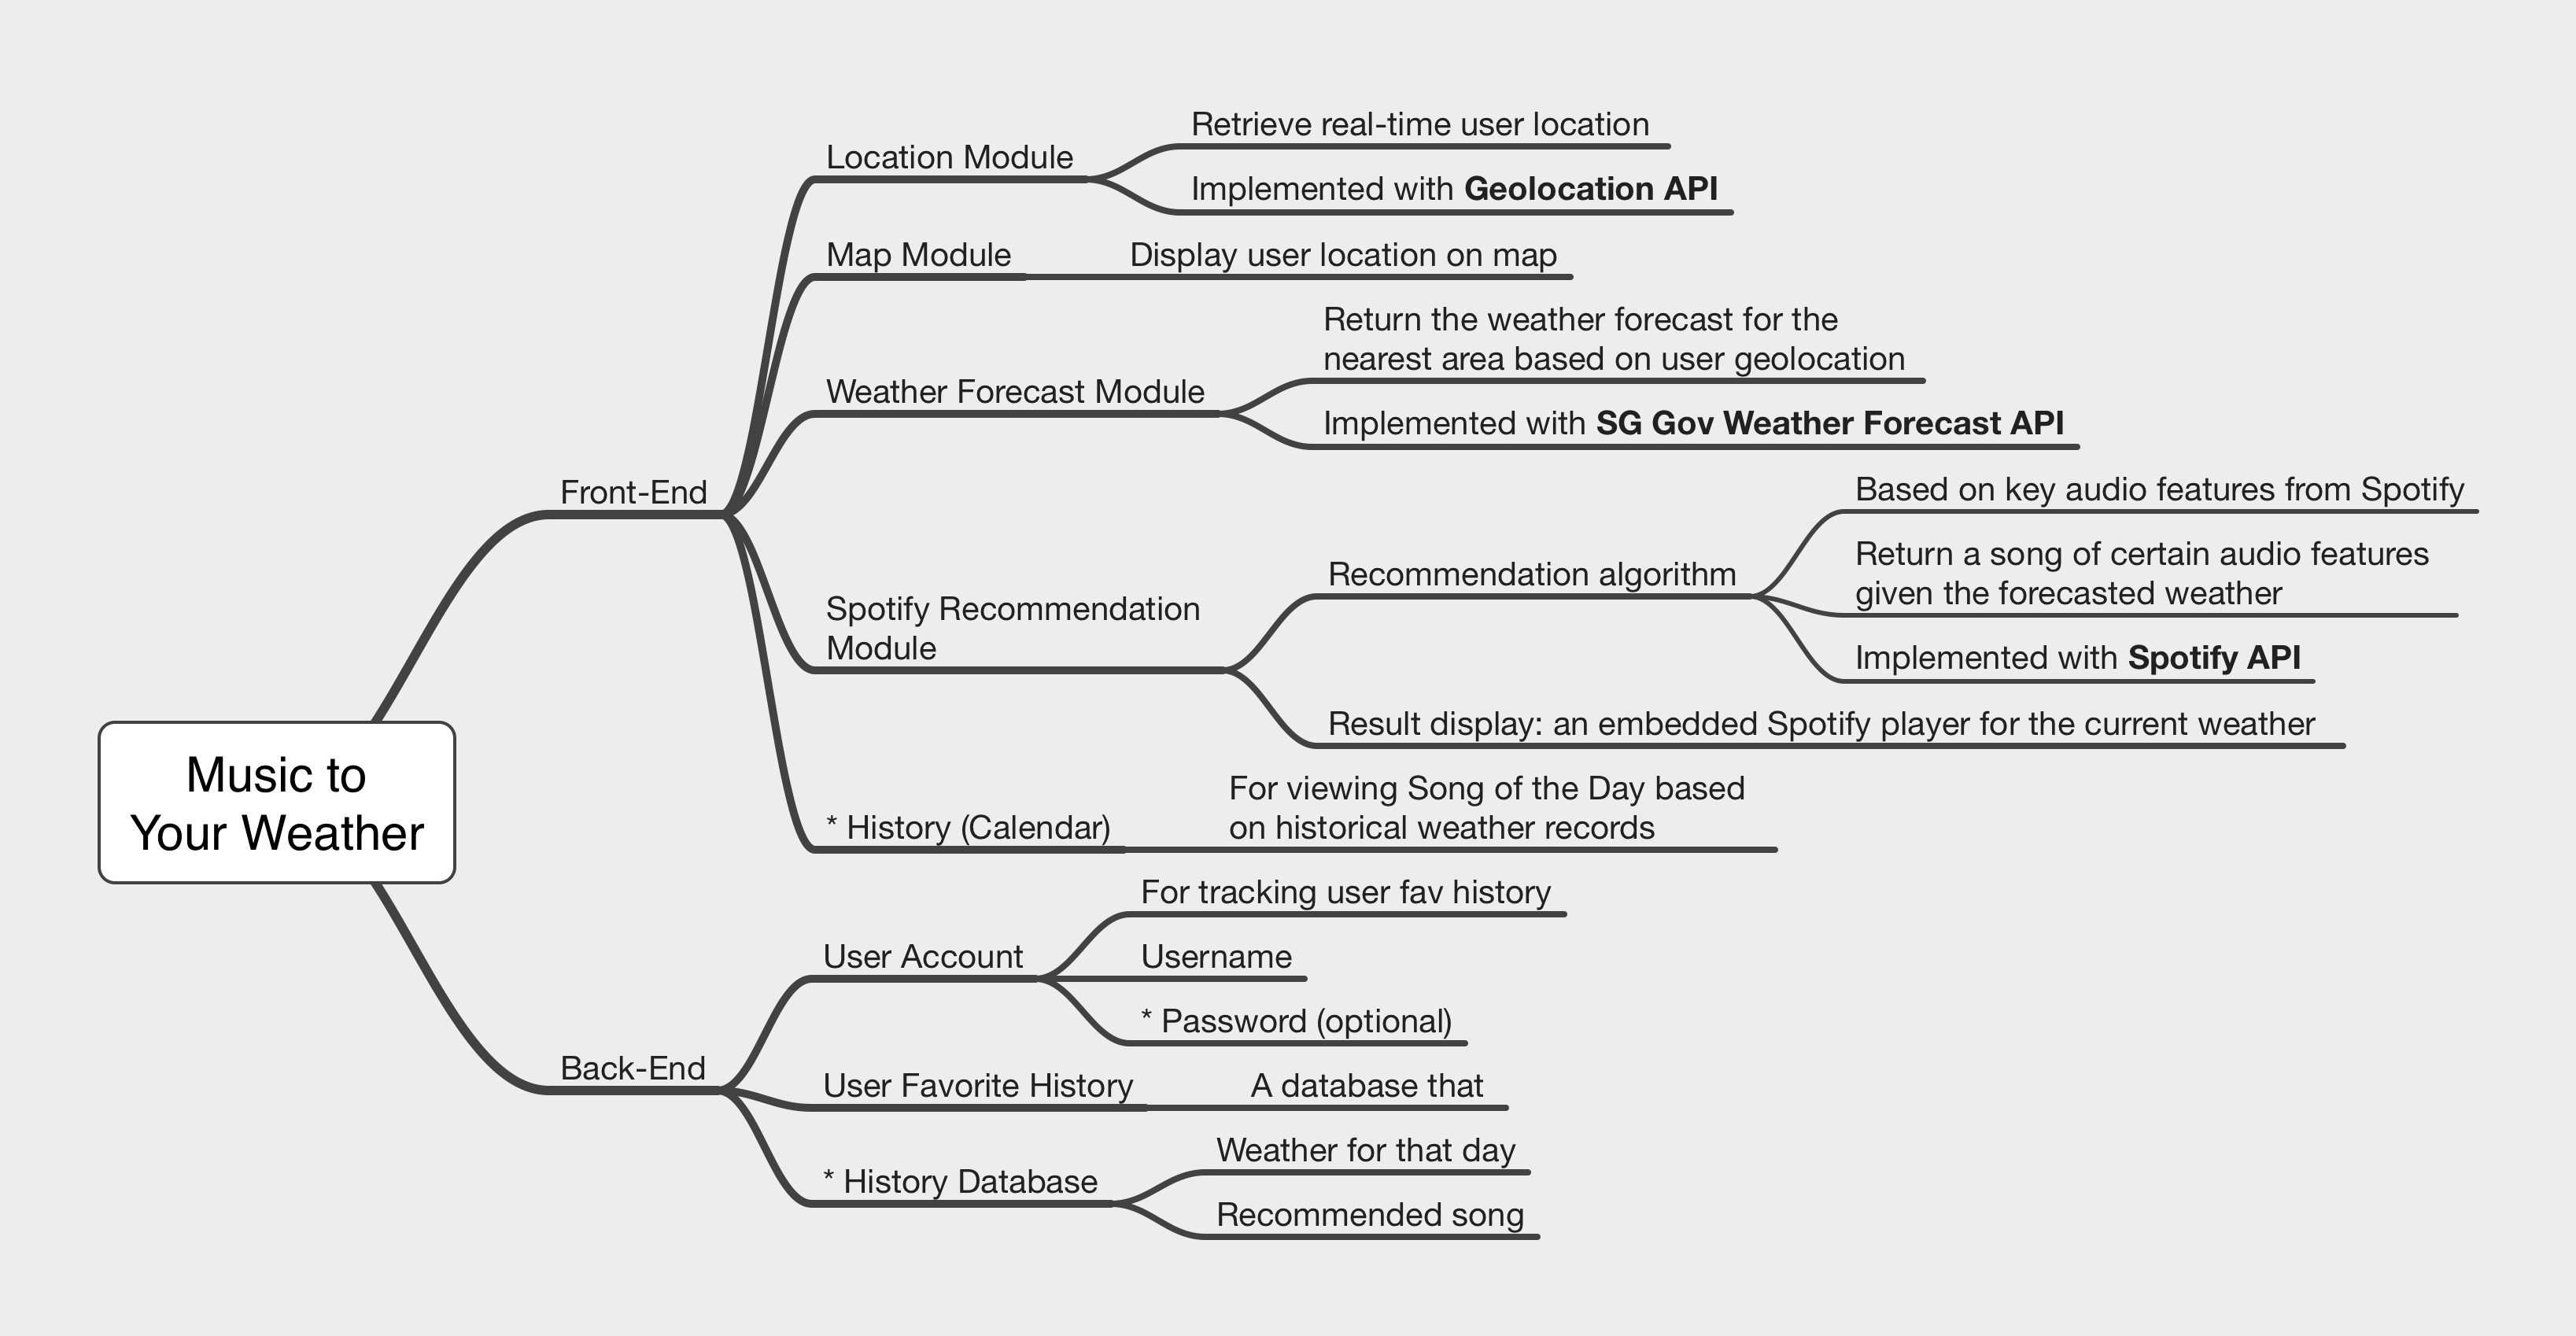 Music to
Your Weather
Front-End
Location Module
Retrieve real-time user location
Implemented with Geolocation API
Map Module
Display user location on map
Weather Forecast Module
Return the weather forecast for the
nearest area based on user geolocation
Implemented with SG Gov Weather Forecast API
Spotify Recommendation
Module
Recommendation algorithm
Based on key audio features from Spotify
Return a song of certain audio features
given the forecasted weather
Implemented with Spotify API
Result display: an embedded Spotify player for the current weather
* History (Calendar)
For viewing Song of the Day based
on historical weather records
Back-End
User Account
For tracking user fav history
Username
* Password (optional)
User Favorite History
A database that
* History Database
Weather for that day
Recommended song